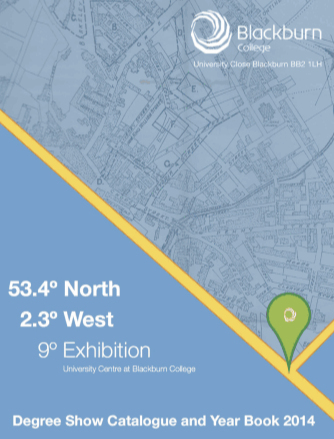 Blackburn
College
University Close Blackburn BB2 1LH
53.4º North
2.3º West
9º Exhibition
University Centre at Blackburn College
Degree Show Catalogue and Year Book 2014